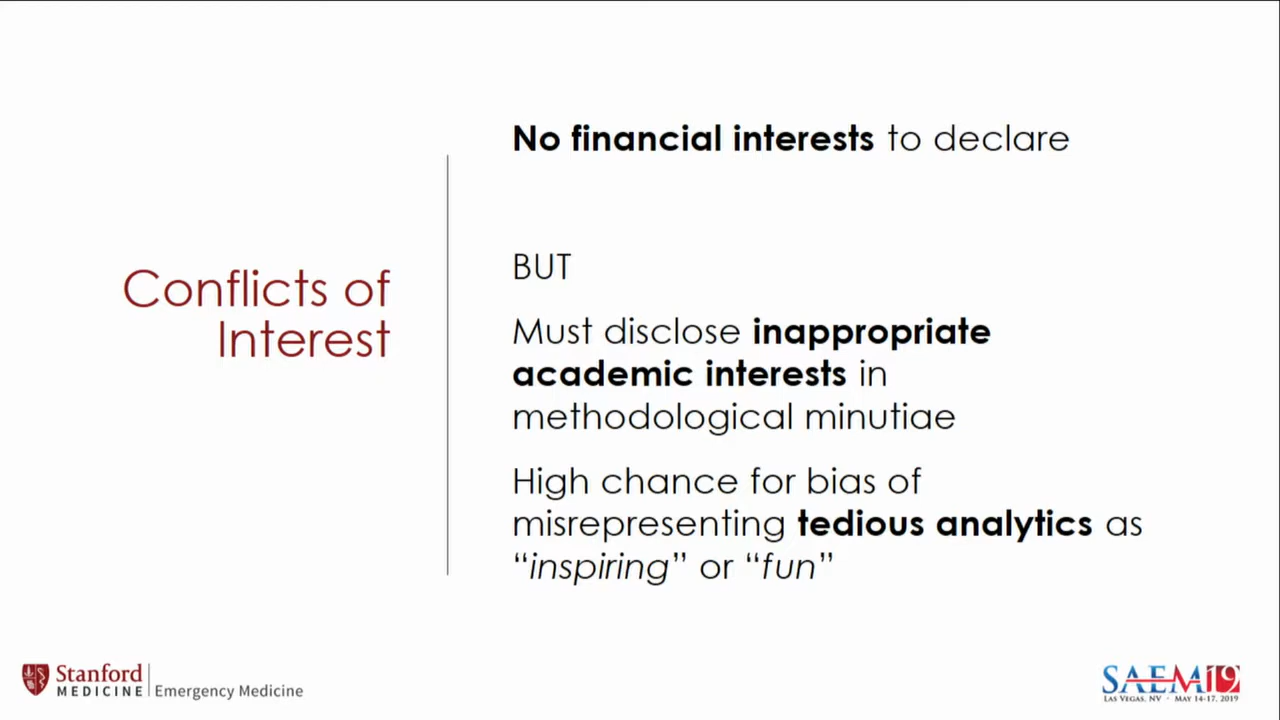 Conflicts of
Interest
No financial interests to declare
BUT
Must disclose inappropriate
academic interests in
methodological minutiae
High chance for bias of
misrepresenting tedious analytics as
“inspiring” or “fun”
Stanford
MEDICINE
Emergency Medicine
SAEM19
LAS VEGAS, NV · MAY 14-17, 2019